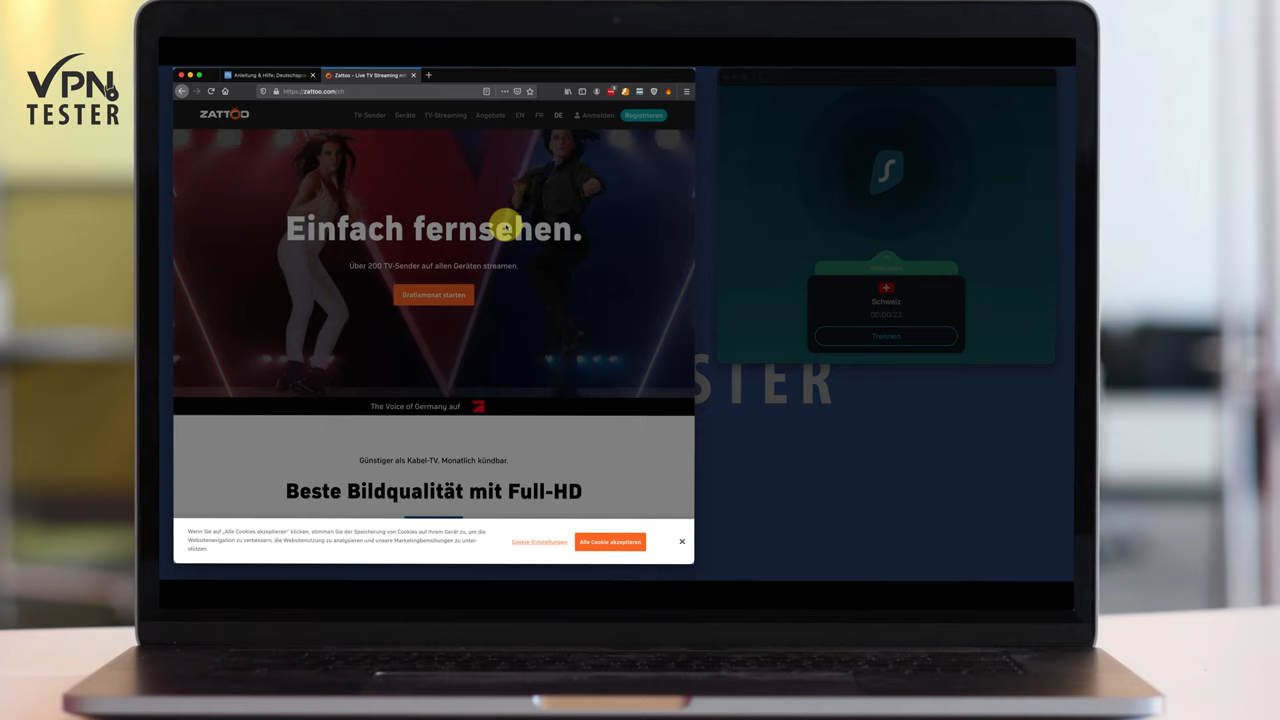 VPN
TESTER
Anleitung & Hilfe: Deutschspra
Zattoo - Live TV Streaming mi
https://zattoo.com/ch
ZATTOO
TV-Sender Geräte TV-Streaming Angebote EN FR DE Anmelden Registrieren
Einfach fernsehen.
Über 200 TV-Sender auf allen Geräten streamen.
Gratismonat starten
The Voice of Germany auf
Günstiger als Kabel-TV. Monatlich kündbar.
Beste Bildqualität mit Full-HD
Wenn Sie auf „Alle Cookies akzeptieren“ klicken, stimmen Sie der Speicherung von Cookies auf Ihrem Gerät zu, um die
Websitenavigation zu verbessern, die Websitenutzung zu analysieren und unsere Marketingbemühungen zu unter-
stützen.
Cookie-Einstellungen
Alle Cookie akzeptieren
Schweiz
00:00:23
Trennen
STER